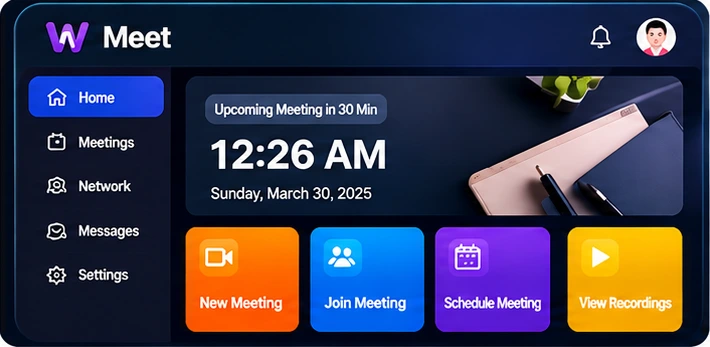 W Meet
Home
Meetings
Network
Messages
Settings
Upcoming Meeting in 30 Min
12:26 AM
Sunday, March 30, 2025
New Meeting
Join Meeting
Schedule Meeting
View Recordings